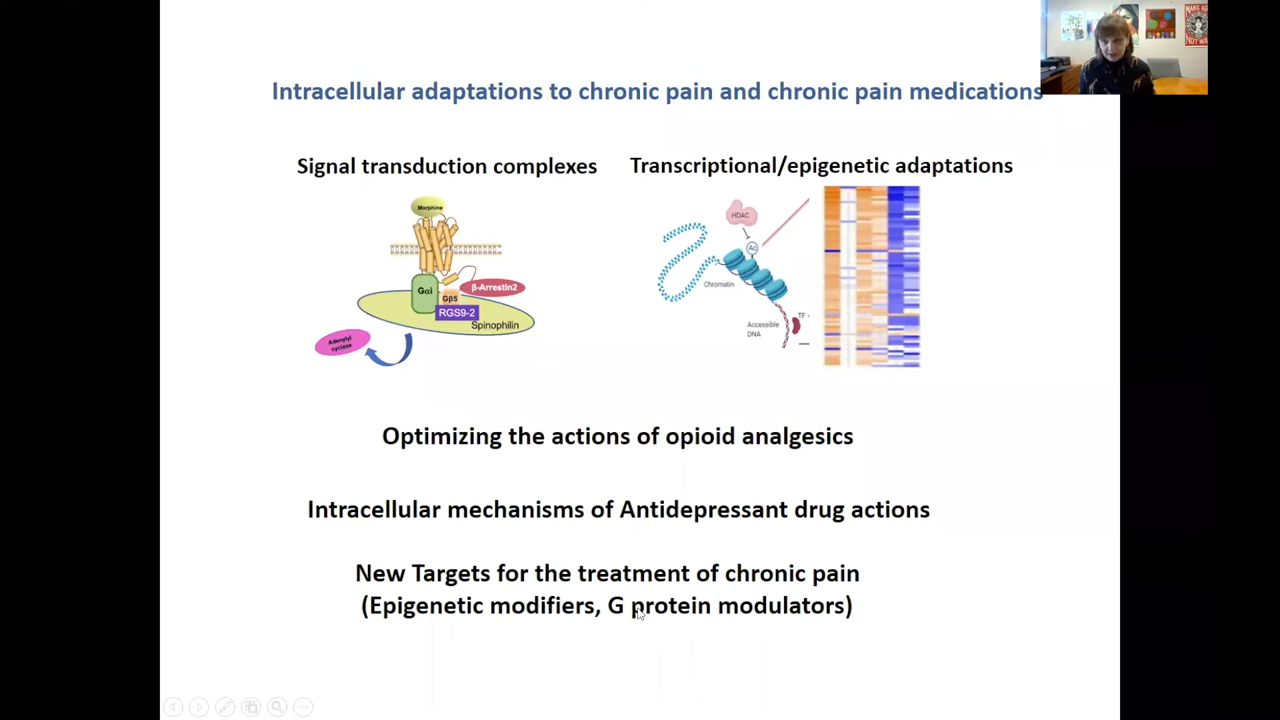 Intracellular adaptations to chronic pain and chronic pain medications
Signal transduction complexes
Transcriptional/epigenetic adaptations
Morphine
Gαi
β-Arrestin2
Gβ5
RGS9-2
Spinophilin
Adenylyl
cyclase
HDAC
Ac
Chromatin
Accessible
DNA
TF
Optimizing the actions of opioid analgesics
Intracellular mechanisms of Antidepressant drug actions
New Targets for the treatment of chronic pain
(Epigenetic modifiers, G protein modulators)
MAKE
NOT